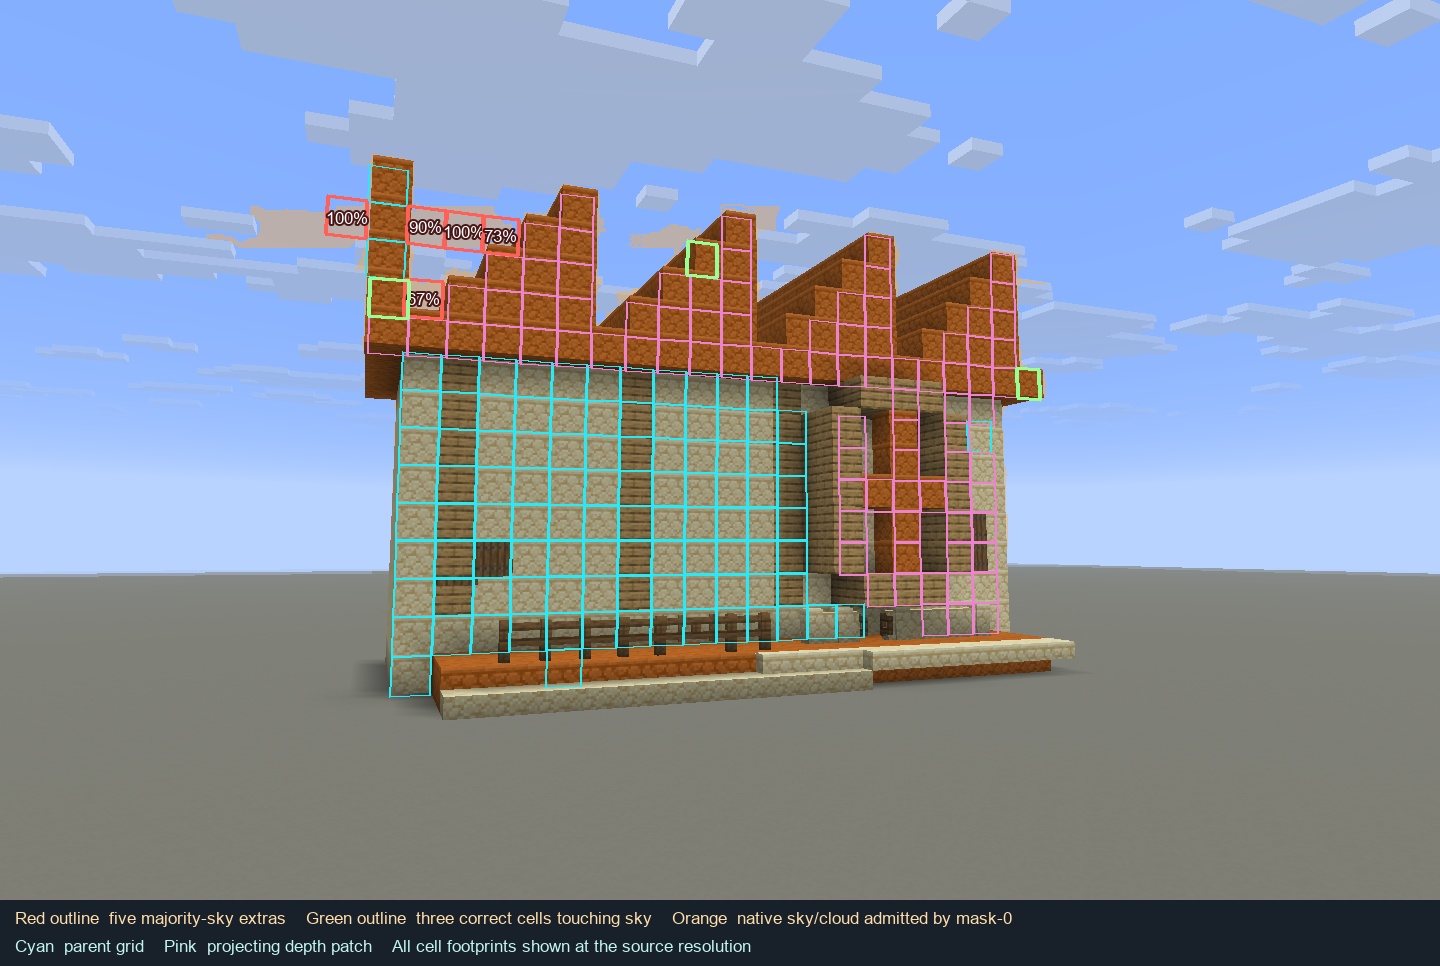 100%
90%
100%
73%
67%
Red outline  five majority-sky extras    Green outline  three correct cells touching sky    Orange  native sky/cloud admitted by mask-0
Cyan  parent grid    Pink  projecting depth patch    All cell footprints shown at the source resolution